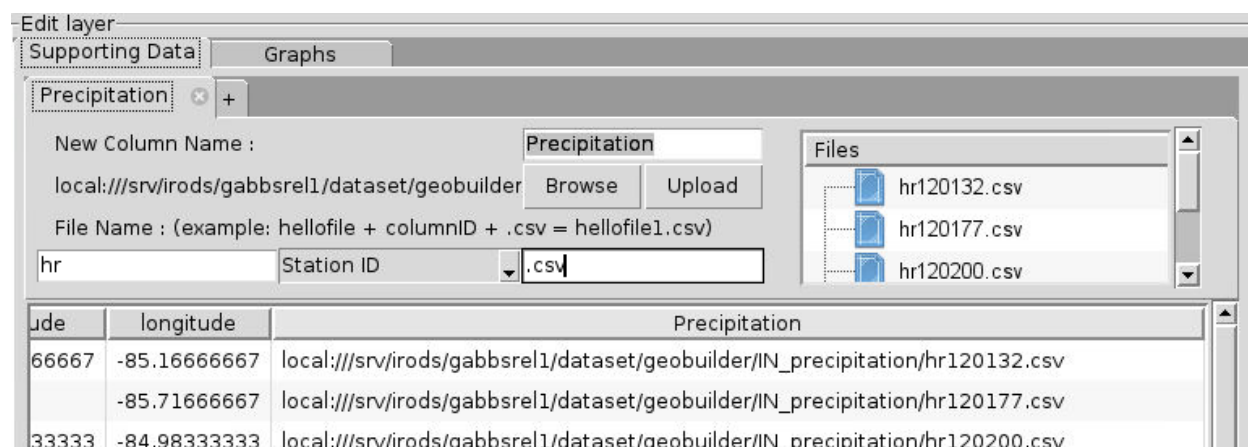 Edit layer
Supporting Data Graphs
Precipitation +
New Column Name : Precipitation
local:///srv/irods/gabbsrel1/dataset/geobuilder Browse Upload
File Name : (example: hellofile + columnID + .csv = hellofile1.csv)
hr Station ID .csv
Files
hr120132.csv
hr120177.csv
hr120200.csv
ude longitude Precipitation
66667 -85.16666667 local:///srv/irods/gabbsrel1/dataset/geobuilder/IN_precipitation/hr120132.csv
-85.71666667 local:///srv/irods/gabbsrel1/dataset/geobuilder/IN_precipitation/hr120177.csv
33333 -84.98333333 local:///srv/irods/gabbsrel1/dataset/geobuilder/IN_precipitation/hr120200.csv